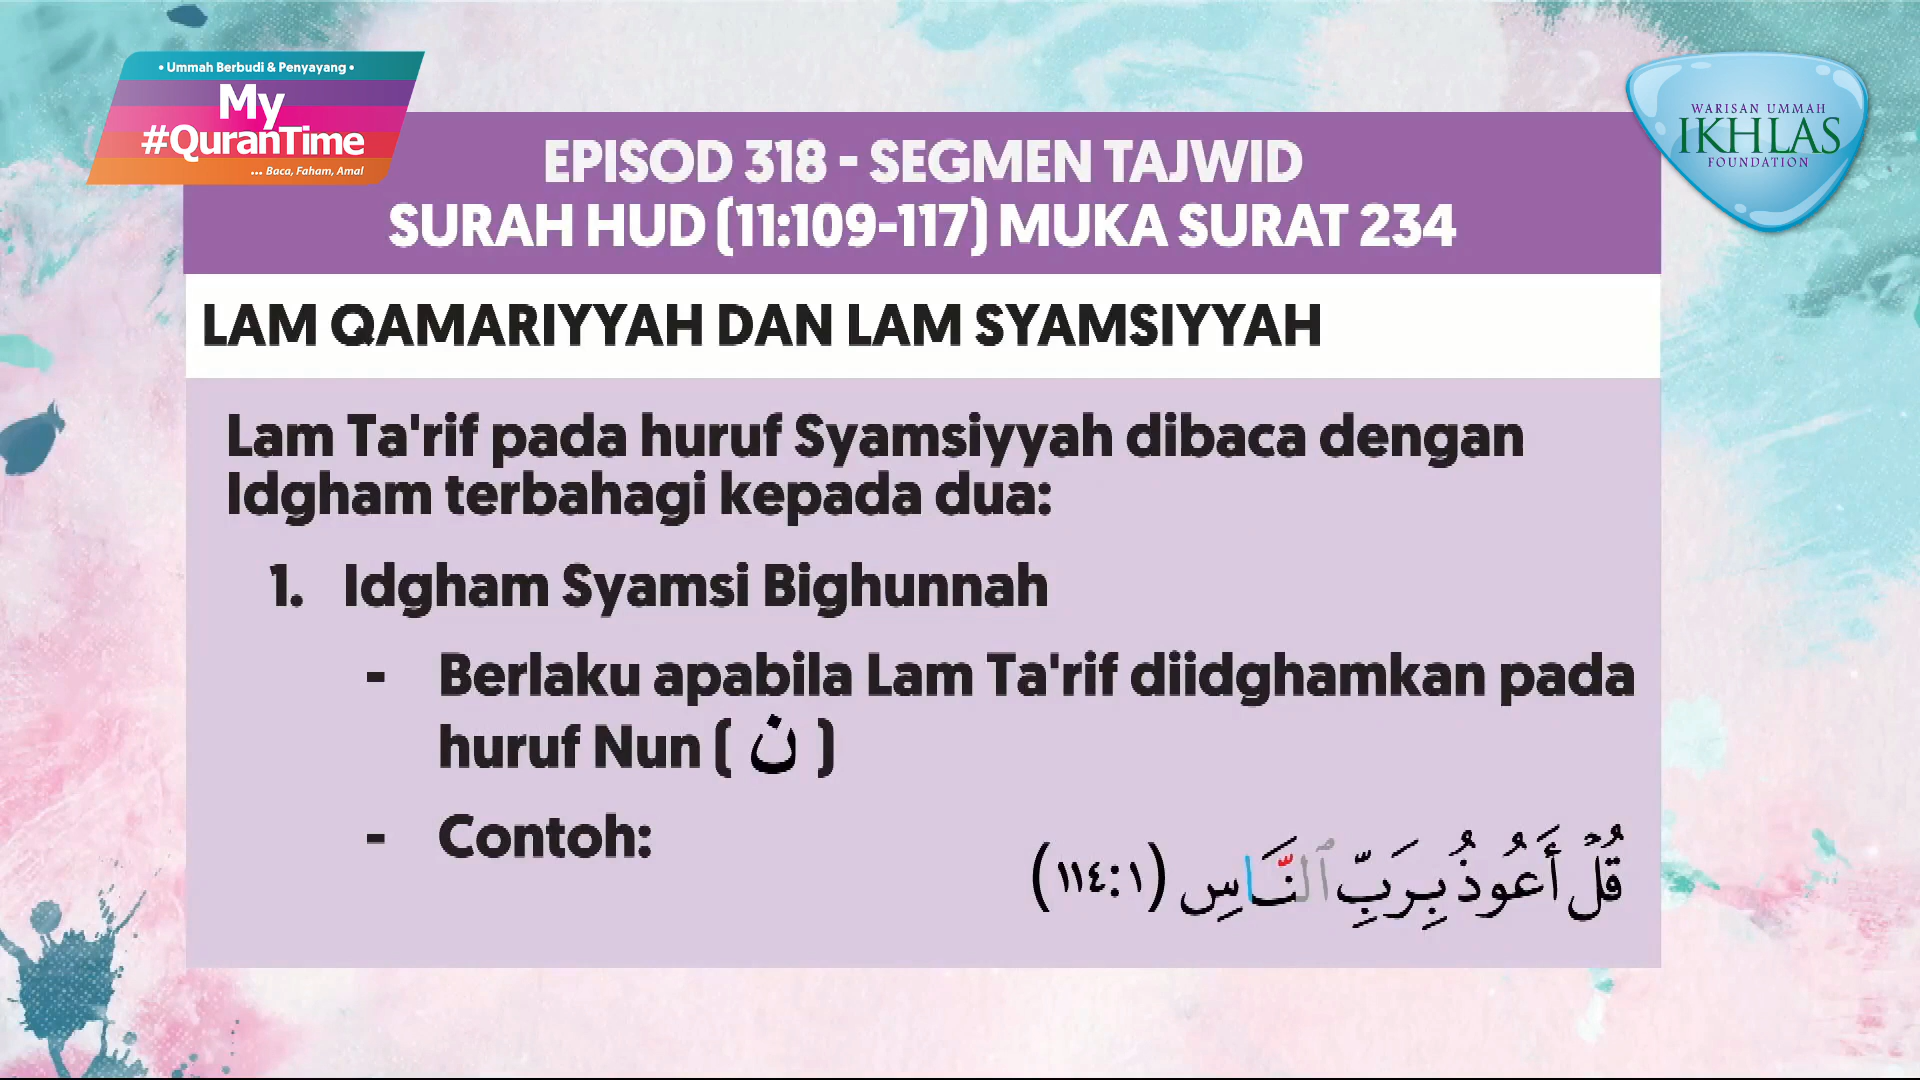 • Ummah Berbudi & Penyayang •
My
#QuranTime
... Baca, Faham, Amal
WARISAN UMMAH
IKHLAS
FOUNDATION
EPISOD 318 - SEGMEN TAJWID
SURAH HUD (11:109-117) MUKA SURAT 234
LAM QAMARIYYAH DAN LAM SYAMSIYYAH
Lam Ta'rif pada huruf Syamsiyyah dibaca dengan
Idgham terbahagi kepada dua:
1. Idgham Syamsi Bighunnah
- Berlaku apabila Lam Ta'rif diidghamkan pada
huruf Nun ( ن )
- Contoh:
قُلْ أَعُوذُ بِرَبِّ ٱلنَّاسِ (١١٤:١)